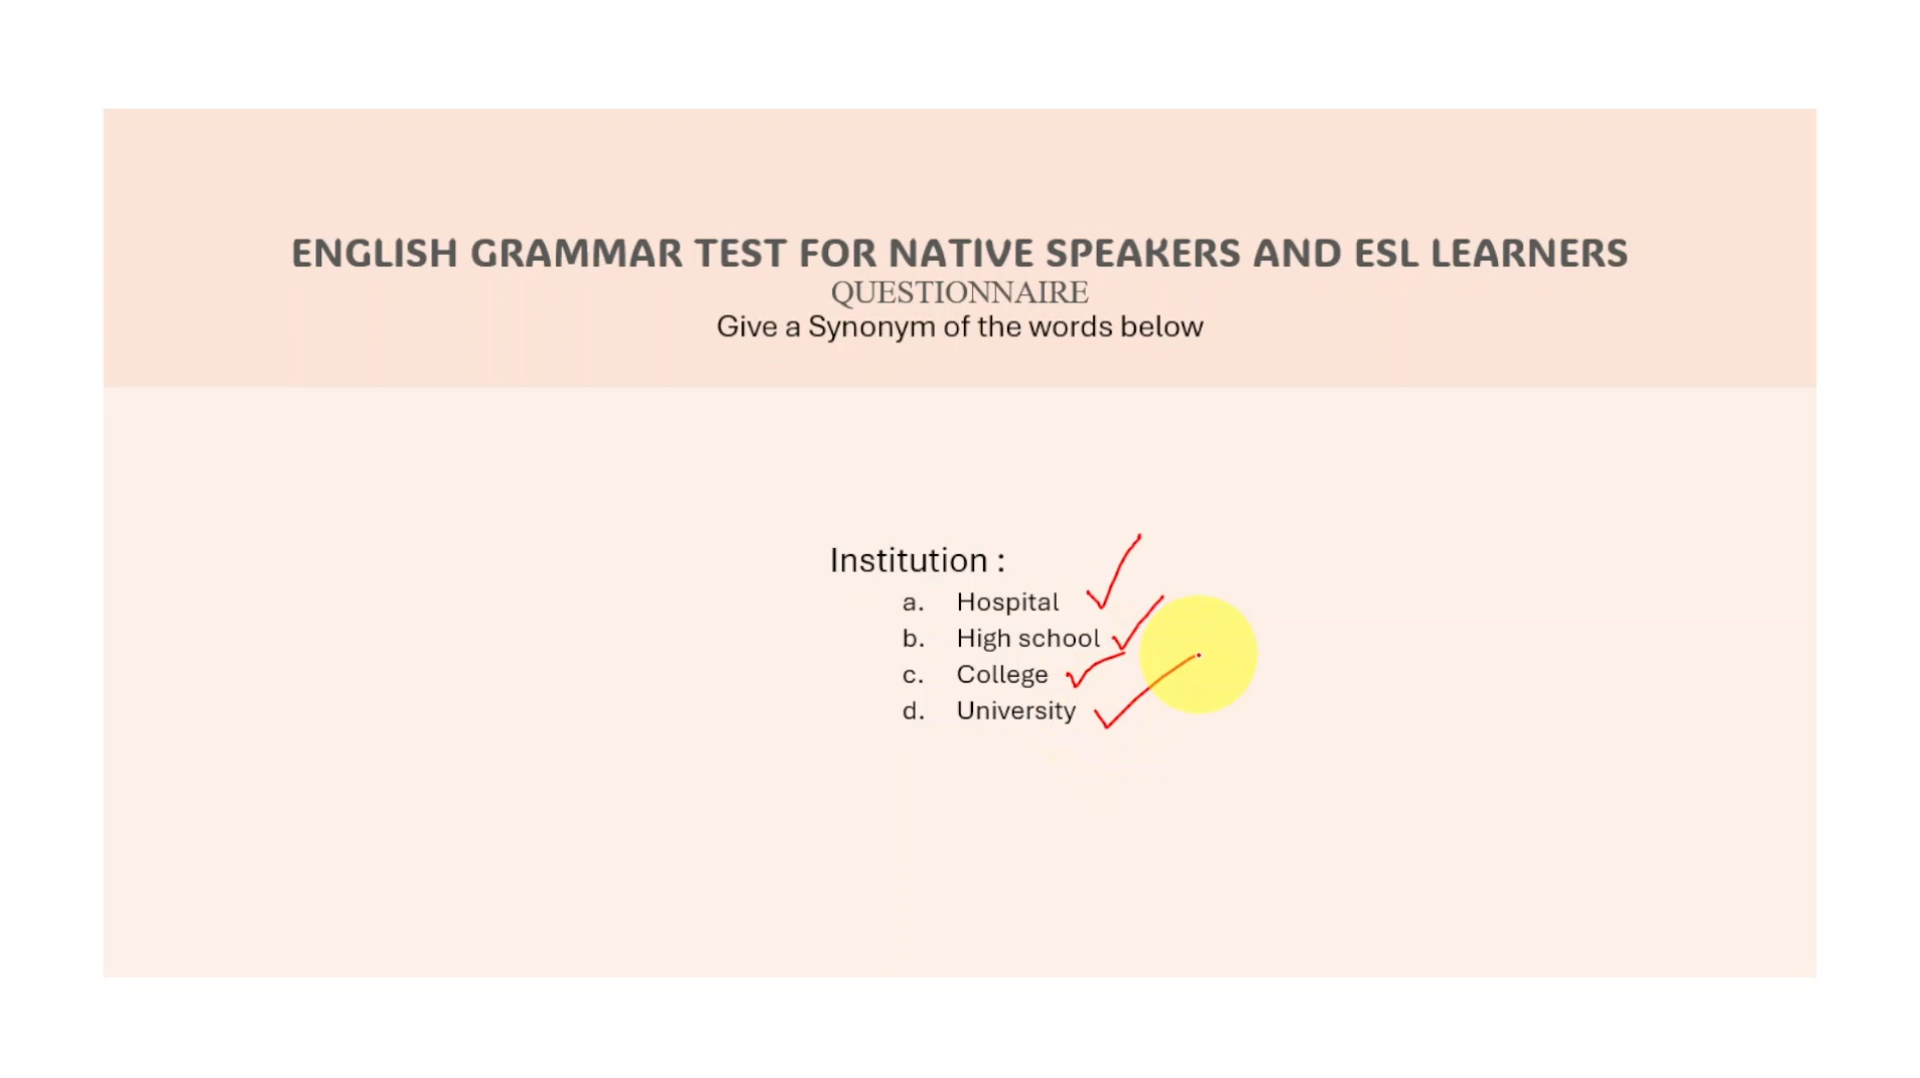 ENGLISH GRAMMAR TEST FOR NATIVE SPEAKERS AND ESL LEARNERS
QUESTIONNAIRE
Give a Synonym of the words below
Institution :
a. Hospital
b. High school
c. College
d. University